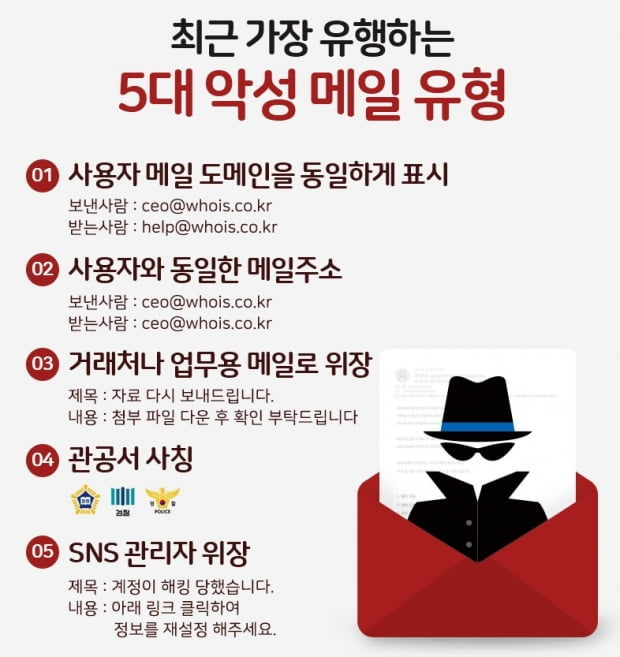 최근 가장 유행하는
5대 악성 메일 유형
01 사용자 메일 도메인을 동일하게 표시
보낸사람 : ceo@whois.co.kr
받는사람 : help@whois.co.kr
02 사용자와 동일한 메일주소
보낸사람 : ceo@whois.co.kr
받는사람 : ceo@whois.co.kr
03 거래처나 업무용 메일로 위장
제목 : 자료 다시 보내드립니다.
내용 : 첨부 파일 다운 후 확인 부탁드립니다
04 관공서 사칭
법원
검찰
경찰
POLICE
05 SNS 관리자 위장
제목 : 계정이 해킹 당했습니다.
내용 : 아래 링크 클릭하여
정보를 재설정 해주세요.